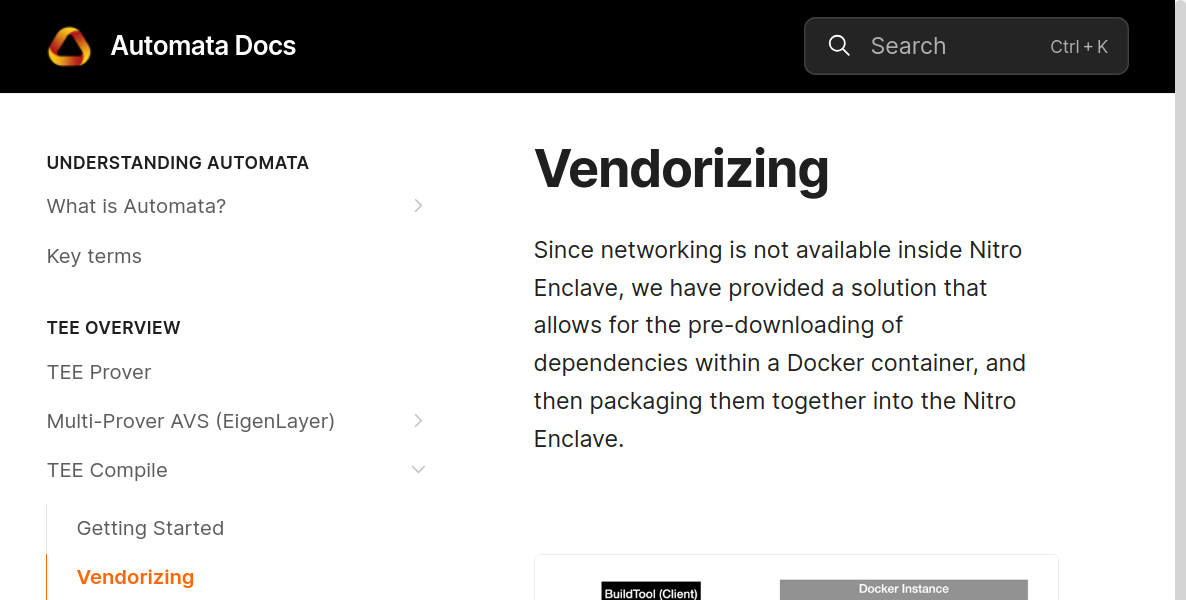 Automata Docs
Search
Ctrl + K
UNDERSTANDING AUTOMATA
What is Automata?
Key terms
TEE OVERVIEW
TEE Prover
Multi-Prover AVS (EigenLayer)
TEE Compile
Getting Started
Vendorizing
Vendorizing
Since networking is not available inside Nitro
Enclave, we have provided a solution that
allows for the pre-downloading of
dependencies within a Docker container, and
then packaging them together into the Nitro
Enclave.
BuildTool (Client)
Docker Instance